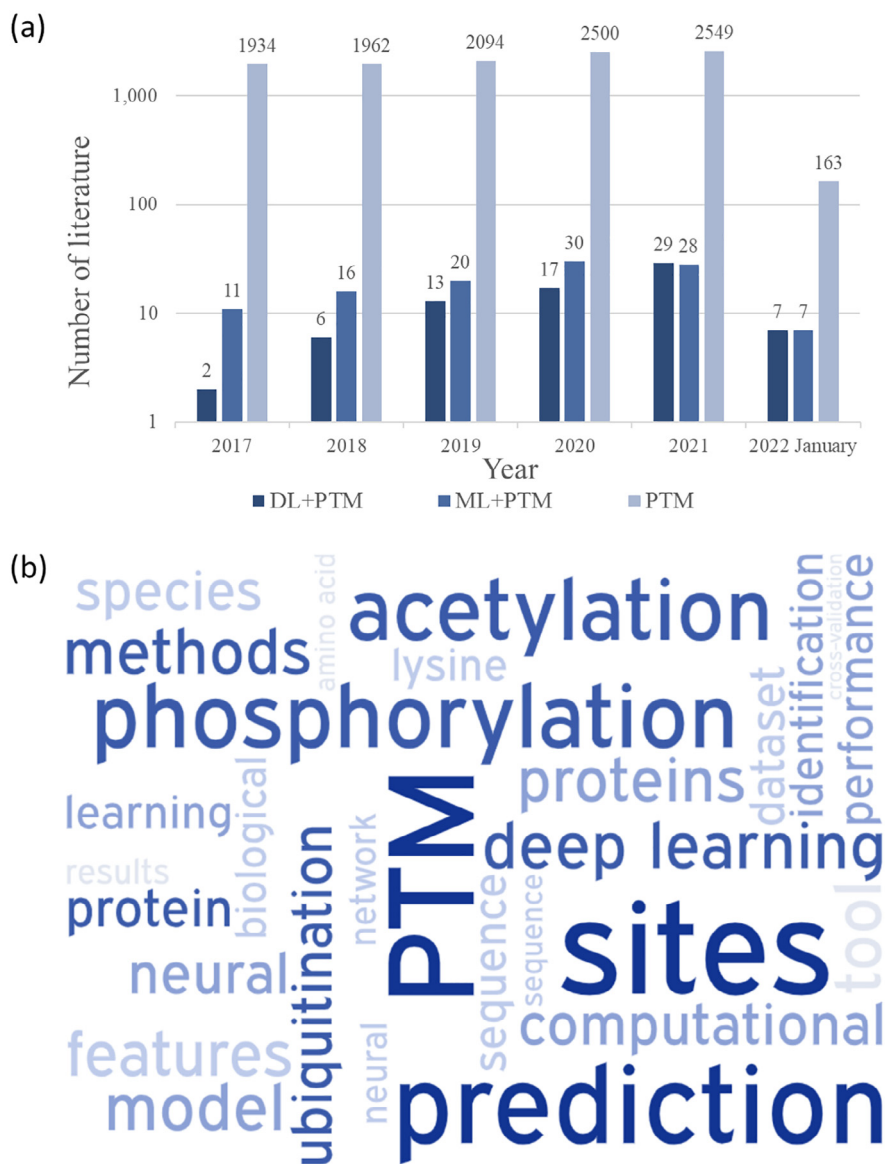 (a)
1934 1962 2094 2500 2549
1,000
163
100
29 28
30
20
17
16
13
11
10
7 7
6
2
1
Number of literature
2017 2018 2019 2020 2021 2022 January
Year
DL+PTM ML+PTM PTM
(b)
species
amino acid
acetylation
identification
cross-validation
performance
methods
lysine
dataset
phosphorylation
proteins
learning
biological
PTM
deep learning
results
network
protein
ubiquitination
sequence
sequence
sites
tool
neural
computational
features
neural
model
prediction